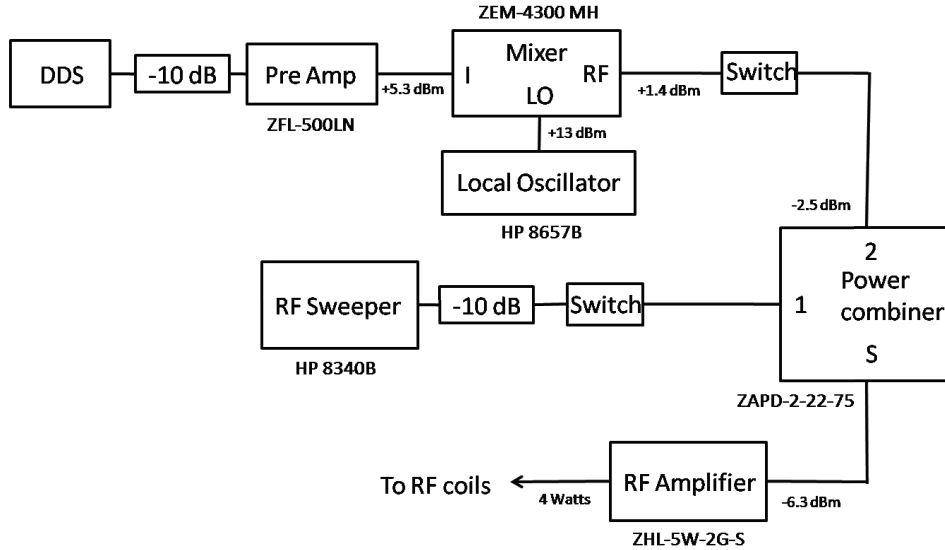 ZEM-4300 MH
DDS
-10 dB
Pre Amp
ZFL-500LN
+5.3 dBm
Mixer
I
RF
LO
+1.4 dBm
Switch
+13 dBm
Local Oscillator
HP 8657B
-2.5 dBm
RF Sweeper
HP 8340B
-10 dB
Switch
2
1
Power
combiner
S
ZAPD-2-22-75
To RF coils
4 Watts
RF Amplifier
-6.3 dBm
ZHL-5W-2G-S